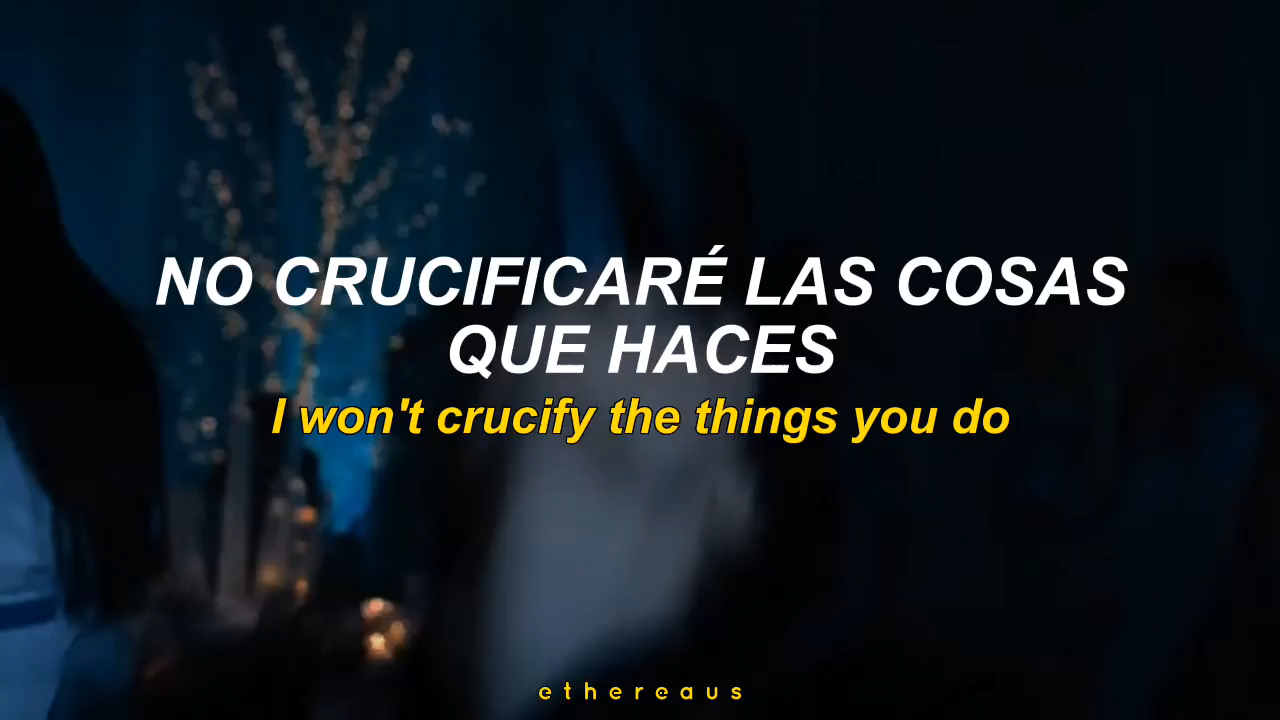 NO CRUCIFICARÉ LAS COSAS
QUE HACES
I won't crucify the things you do
ethereaus